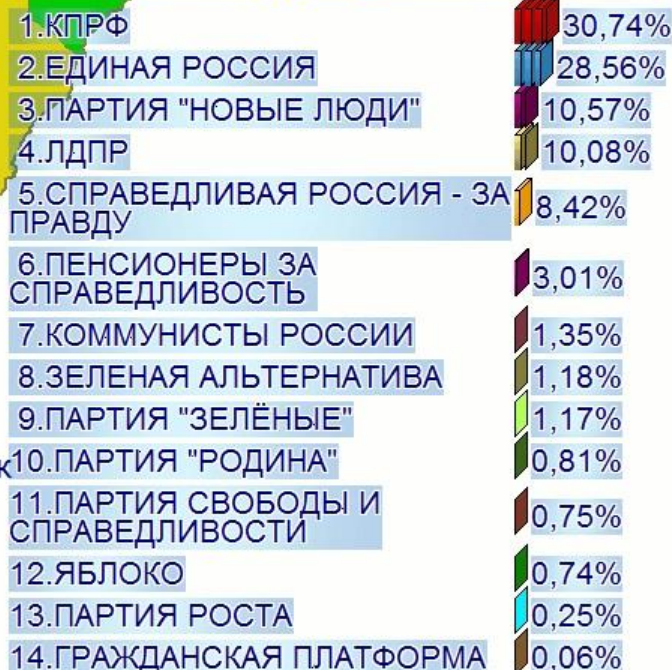 1.КПРФ 30,74%
2.ЕДИНАЯ РОССИЯ 28,56%
3.ПАРТИЯ "НОВЫЕ ЛЮДИ" 10,57%
4.ЛДПР 10,08%
5.СПРАВЕДЛИВАЯ РОССИЯ - ЗА
ПРАВДУ 8,42%
6.ПЕНСИОНЕРЫ ЗА
СПРАВЕДЛИВОСТЬ 3,01%
7.КОММУНИСТЫ РОССИИ 1,35%
8.ЗЕЛЕНАЯ АЛЬТЕРНАТИВА 1,18%
9.ПАРТИЯ "ЗЕЛЁНЫЕ" 1,17%
к10.ПАРТИЯ "РОДИНА" 0,81%
11.ПАРТИЯ СВОБОДЫ И
СПРАВЕДЛИВОСТИ 0,75%
12.ЯБЛОКО 0,74%
13.ПАРТИЯ РОСТА 0,25%
14.ГРАЖДАНСКАЯ ПЛАТФОРМА 0,06%